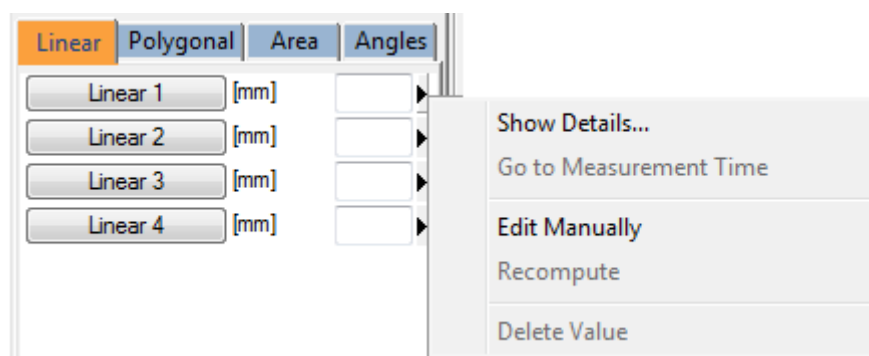 Linear Polygonal Area Angles
Linear 1 [mm]
Linear 2 [mm]
Linear 3 [mm]
Linear 4 [mm]
Show Details...
Go to Measurement Time
Edit Manually
Recompute
Delete Value